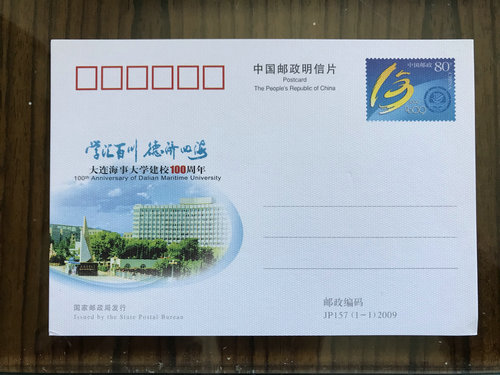 中国邮政明信片
Postcard
The People's Republic of China
中国邮政 80分
学汇百川 德济四海
大连海事大学建校100周年
100th Anniversary of Dalian Maritime University
国家邮政局发行
Issued by the State Postal Bureau
邮政编码
JP157 (1-1) 2009